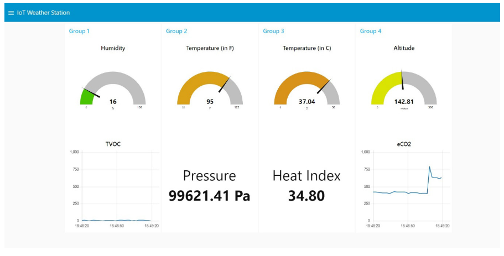 IoT Weather Station
Group 1
Group 2
Group 3
Group 4
Humidity
Temperature (in F)
Temperature (in C)
Altitude
16
95
37.04
142.81
TVOC
1,000
750
500
250
0
Pressure
99621.41 Pa
Heat Index
34.80
eCO2
1,000
750
500
250
0